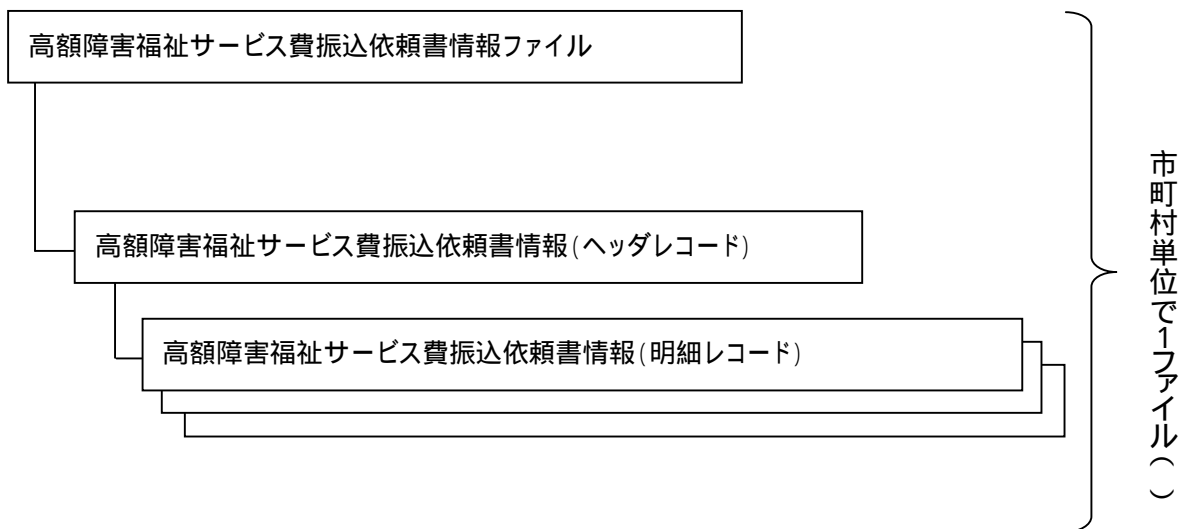 高額障害福祉サービス費振込依頼書情報ファイル
高額障害福祉サービス費振込依頼書情報(ヘッダレコード)
高額障害福祉サービス費振込依頼書情報(明細レコード)
市町村単位で1ファイル( )